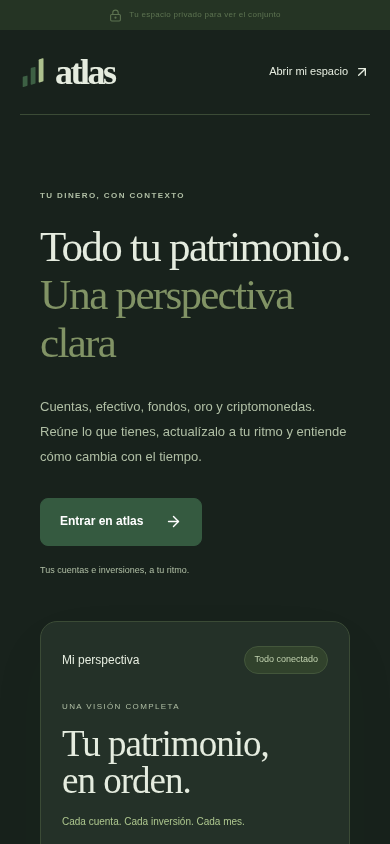 Tu espacio privado para ver el conjunto
atlas
Abrir mi espacio
TU DINERO, CON CONTEXTO
Todo tu patrimonio.
Una perspectiva
clara
Cuentas, efectivo, fondos, oro y criptomonedas.
Reúne lo que tienes, actualízalo a tu ritmo y entiende
cómo cambia con el tiempo.
Entrar en atlas
Tus cuentas e inversiones, a tu ritmo.
Mi perspectiva
Todo conectado
UNA VISIÓN COMPLETA
Tu patrimonio,
en orden.
Cada cuenta. Cada inversión. Cada mes.